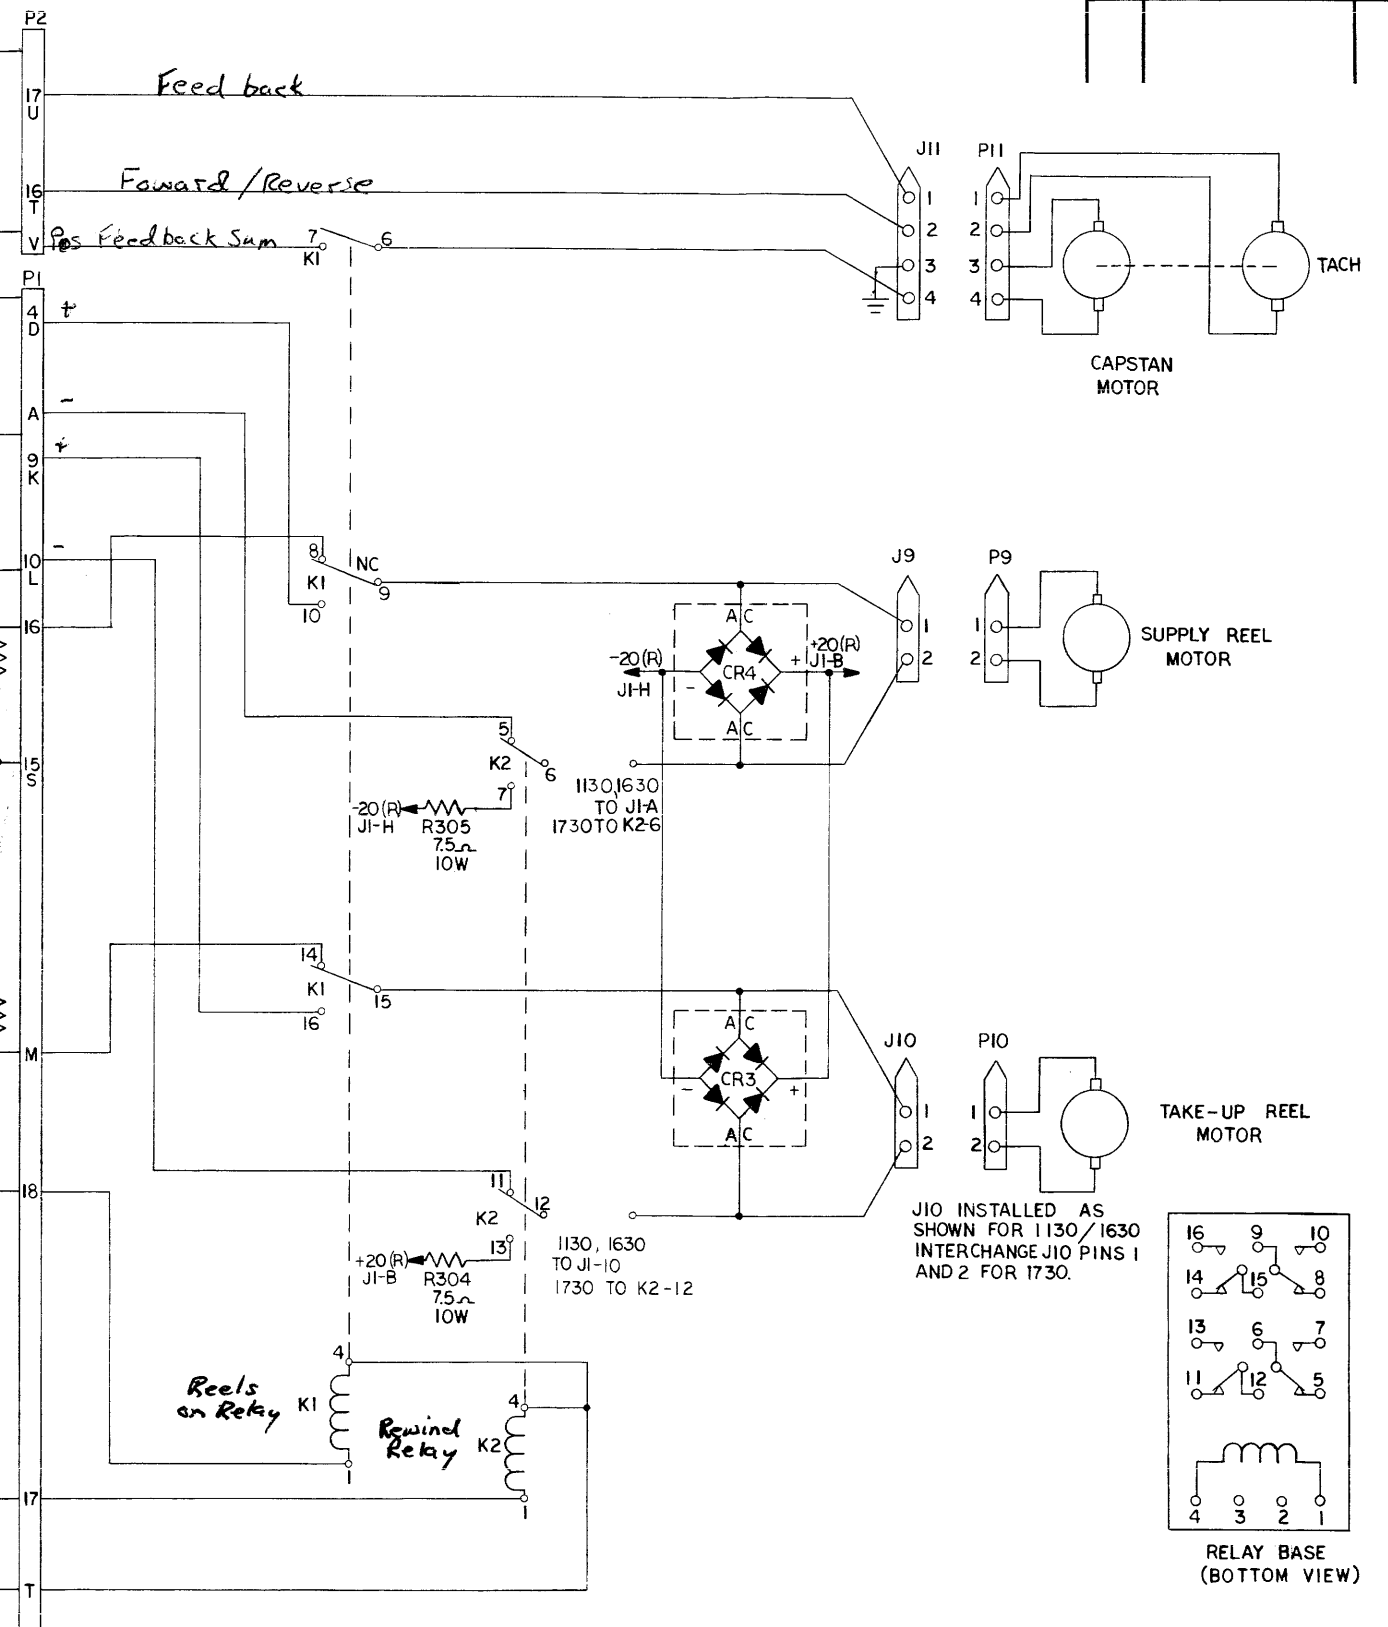 P2
17
U
Feed back
16
T
Foward/Reverse
V
Pos Feedback Sum
7
6
K1
J11
P11
1
2
3
4
1
2
3
4
TACH
CAPSTAN
MOTOR
P1
4
D
+
A
-
9
K
+
10
L
-
16
8
NC
K1
9
10
J9
P9
1
2
1
2
SUPPLY REEL
MOTOR
AC
-20(R)
J1-H
CR4
-
+
+20(R)
J1-B
AC
15
S
5
K2
6
7
-20(R)
J1-H
R305
7.5Ω
10W
1130,1630
TO J1-A
1730 TO K2-6
14
K1
15
16
M
AC
CR3
-
+
AC
J10
P10
1
2
1
2
TAKE-UP REEL
MOTOR
18
11
12
K2
13
+20(R)
J1-B
R304
7.5Ω
10W
1130, 1630
TO J1-10
1730 TO K2-12
J10 INSTALLED AS
SHOWN FOR 1130/1630
INTERCHANGE J10 PINS 1
AND 2 FOR 1730.
4
Reels
on Relay
K1
1
4
Rewind
Relay
K2
1
17
T
16 9 10
14 15 8
13 6 7
11 12 5
4 3 2 1
RELAY BASE
(BOTTOM VIEW)